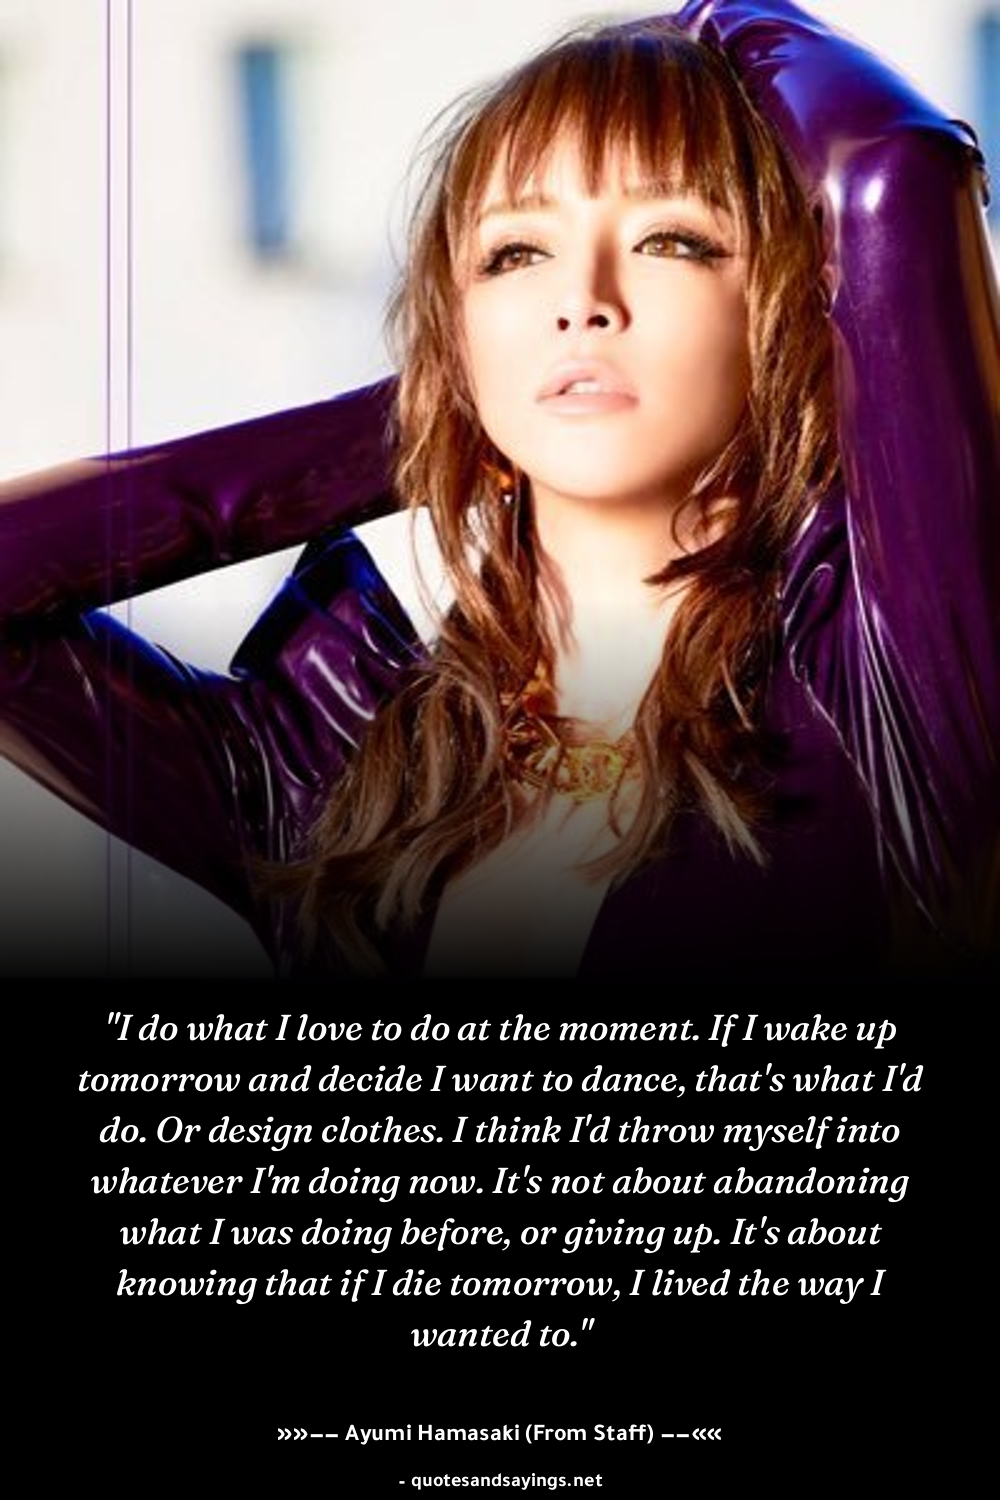 "I do what I love to do at the moment. If I wake up
tomorrow and decide I want to dance, that's what I'd
do. Or design clothes. I think I'd throw myself into
whatever I'm doing now. It's not about abandoning
what I was doing before, or giving up. It's about
knowing that if I die tomorrow, I lived the way I
wanted to."
»»−− Ayumi Hamasaki (From Staff) −−««
- quotesandsayings.net